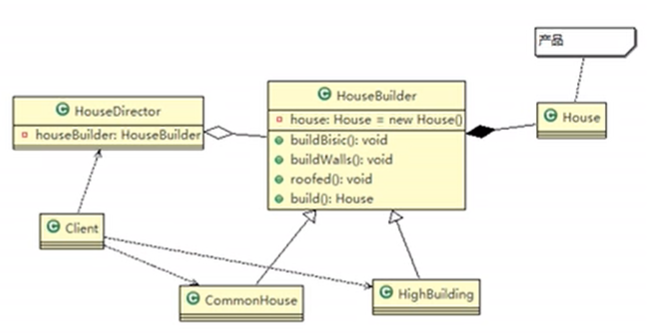 产品
HouseDirector
houseBuilder: HouseBuilder
HouseBuilder
house: House = new House()
buildBisic(): void
buildWalls(): void
roofed(): void
build(): House
House
Client
CommonHouse
HighBuilding